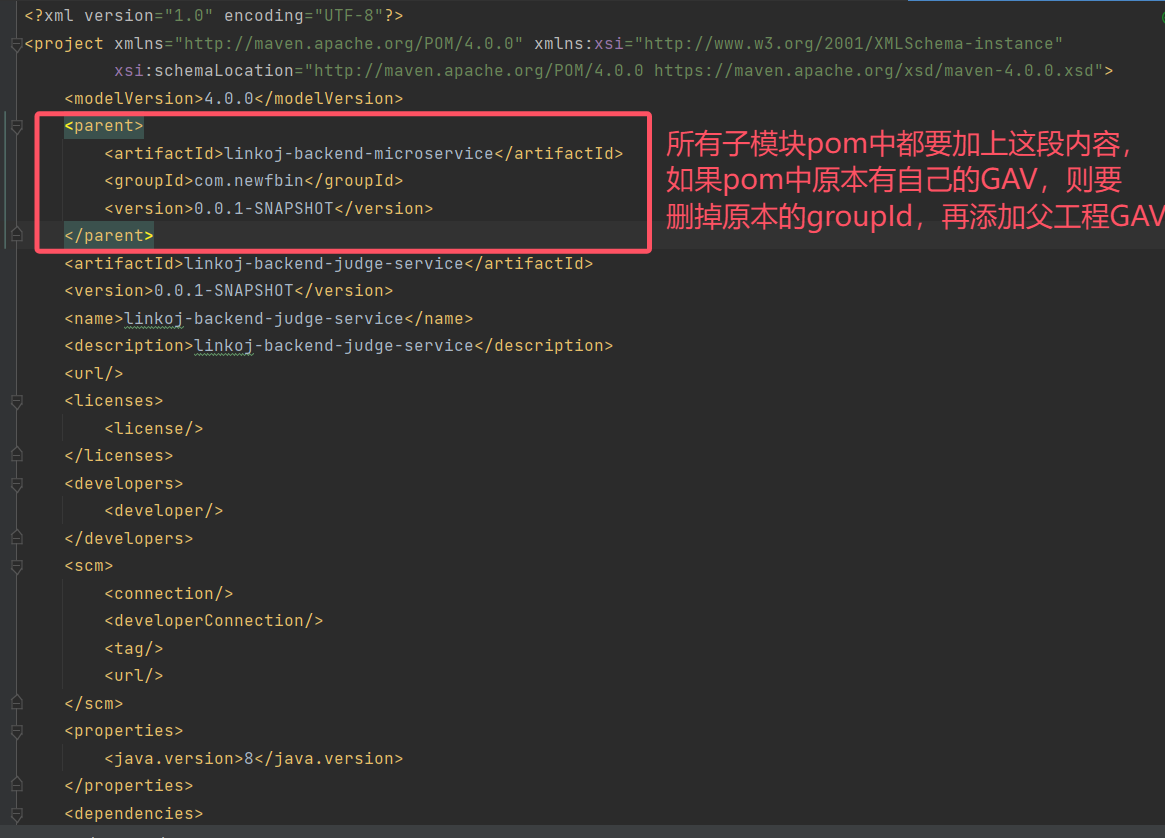 <?xml version="1.0" encoding="UTF-8"?>
<project xmlns="http://maven.apache.org/POM/4.0.0" xmlns:xsi="http://www.w3.org/2001/XMLSchema-instance"
xsi:schemaLocation="http://maven.apache.org/POM/4.0.0 https://maven.apache.org/xsd/maven-4.0.0.xsd">
<modelVersion>4.0.0</modelVersion>
<parent>
<artifactId>linkoj-backend-microservice</artifactId>
<groupId>com.newfbin</groupId>
<version>0.0.1-SNAPSHOT</version>
</parent>
所有子模块pom中都要加上这段内容，
如果pom中原本有自己的GAV，则要
删掉原本的groupId，再添加父工程GAV
<artifactId>linkoj-backend-judge-service</artifactId>
<version>0.0.1-SNAPSHOT</version>
<name>linkoj-backend-judge-service</name>
<description>linkoj-backend-judge-service</description>
<url/>
<licenses>
<license/>
</licenses>
<developers>
<developer/>
</developers>
<scm>
<connection/>
<developerConnection/>
<tag/>
<url/>
</scm>
<properties>
<java.version>8</java.version>
</properties>
<dependencies>